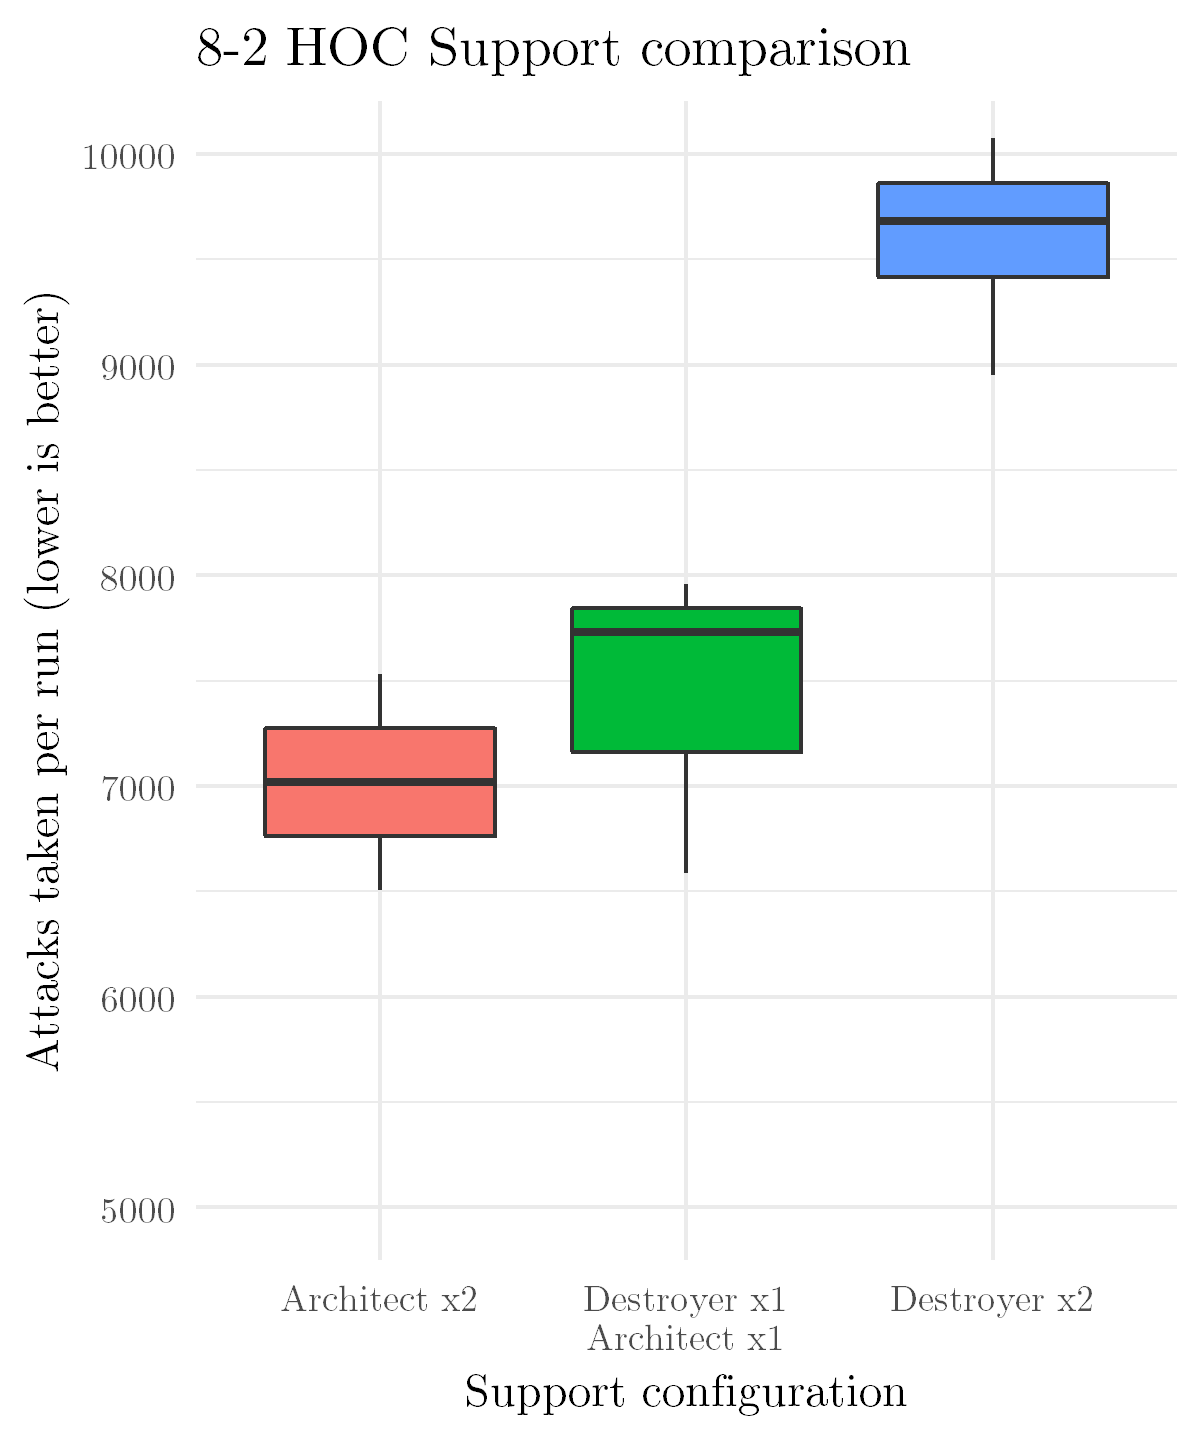 8-2 HOC Support comparison
Attacks taken per run (lower is better)
10000
9000
8000
7000
6000
5000
Architect x2
Destroyer x1
Architect x1
Destroyer x2
Support configuration